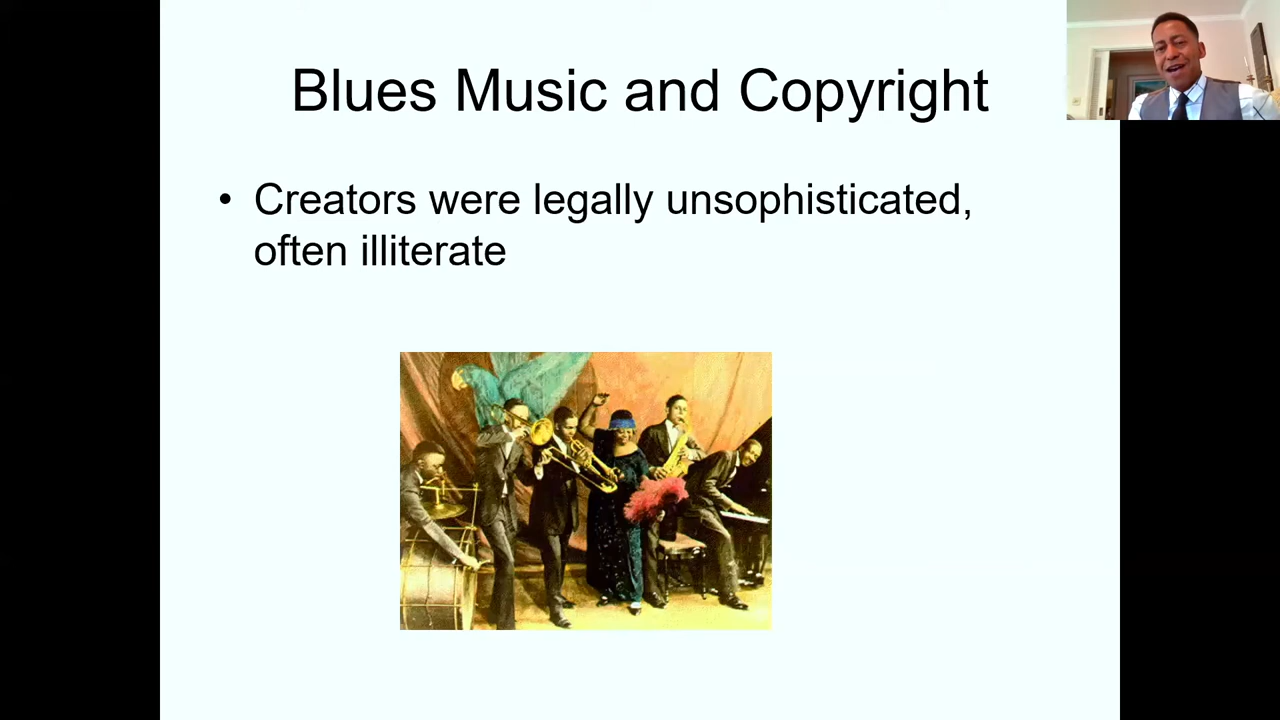 Blues Music and Copyright
• Creators were legally unsophisticated,
often illiterate